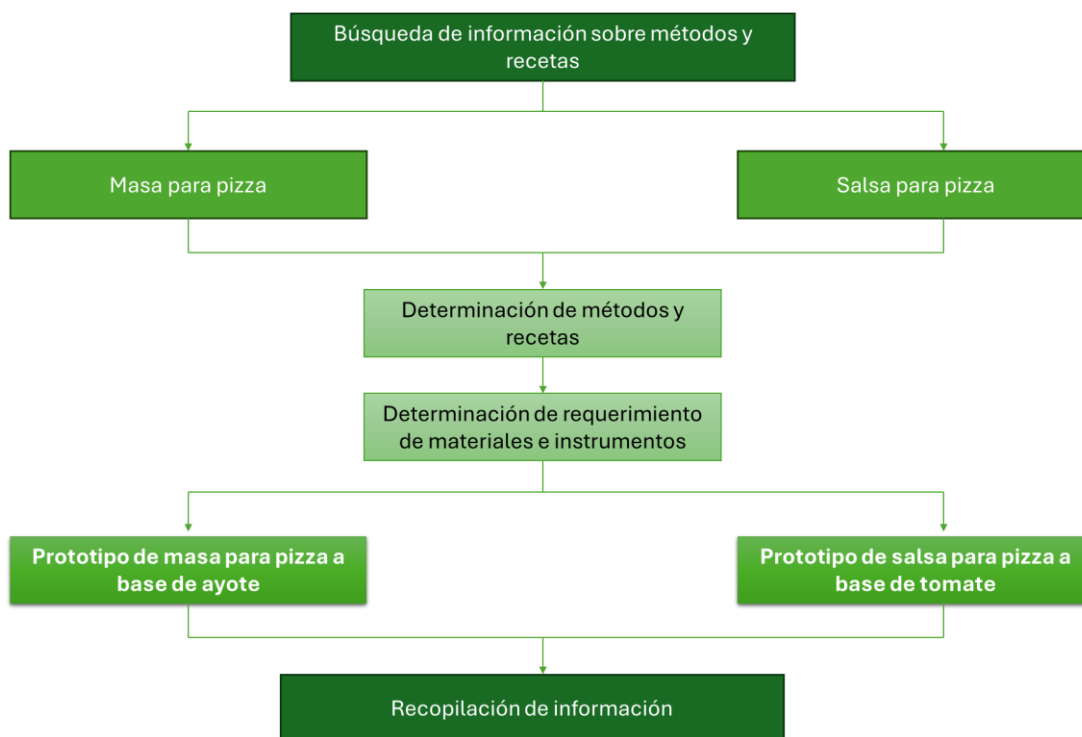 Búsqueda de información sobre métodos y
recetas
Masa para pizza
Salsa para pizza
Determinación de métodos y
recetas
Determinación de requerimiento
de materiales e instrumentos
Prototipo de masa para pizza a
base de ayote
Prototipo de salsa para pizza a
base de tomate
Recopilación de información